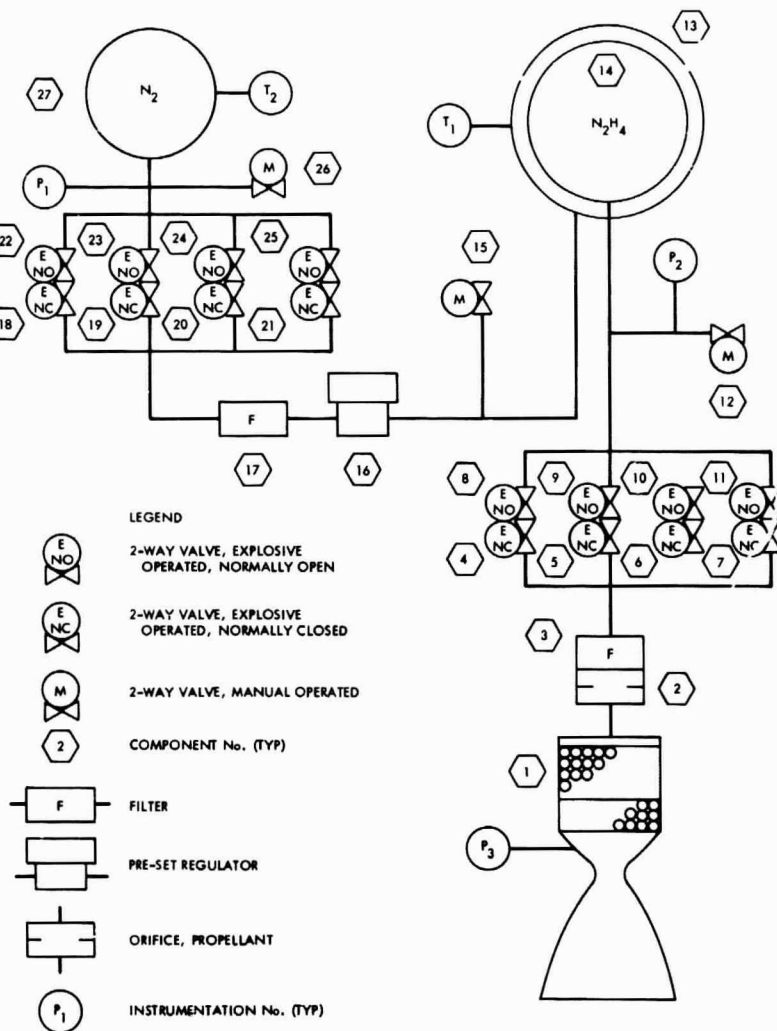 13
14
27
N₂
T₂
T₁
N₂H₄
M
26
P₁
22
23
24
25
15
P₂
E NO
E NO
E NO
E NO
M
E NC
E NC
E NC
E NC
18
19
20
21
M
12
F
17
16
8
9
10
11
E NO
E NO
E NO
E NO
E NC
E NC
E NC
E NC
4
5
6
7
3
F
2
1
P₃
LEGEND
E NO
2-WAY VALVE, EXPLOSIVE
OPERATED, NORMALLY OPEN
E NC
2-WAY VALVE, EXPLOSIVE
OPERATED, NORMALLY CLOSED
M
2-WAY VALVE, MANUAL OPERATED
2
COMPONENT No. (TYP)
F
FILTER
PRE-SET REGULATOR
ORIFICE, PROPELLANT
P₁
INSTRUMENTATION No. (TYP)